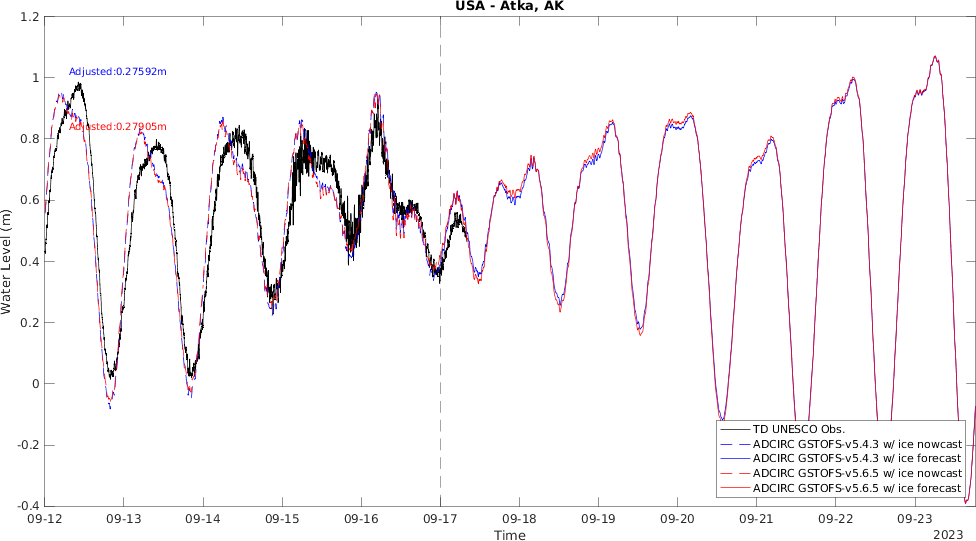 USA - Atka, AK
1.2
1
0.8
0.6
0.4
0.2
0
-0.2
-0.4
Water Level (m)
Adjusted:0.27592m
Adjusted:0.27905m
TD UNESCO Obs.
ADCIRC GSTOFS-v5.4.3 w/ ice nowcast
ADCIRC GSTOFS-v5.4.3 w/ ice forecast
ADCIRC GSTOFS-v5.6.5 w/ ice nowcast
ADCIRC GSTOFS-v5.6.5 w/ ice forecast
09-12 09-13 09-14 09-15 09-16 09-17 09-18 09-19 09-20 09-21 09-22 09-23
Time
2023